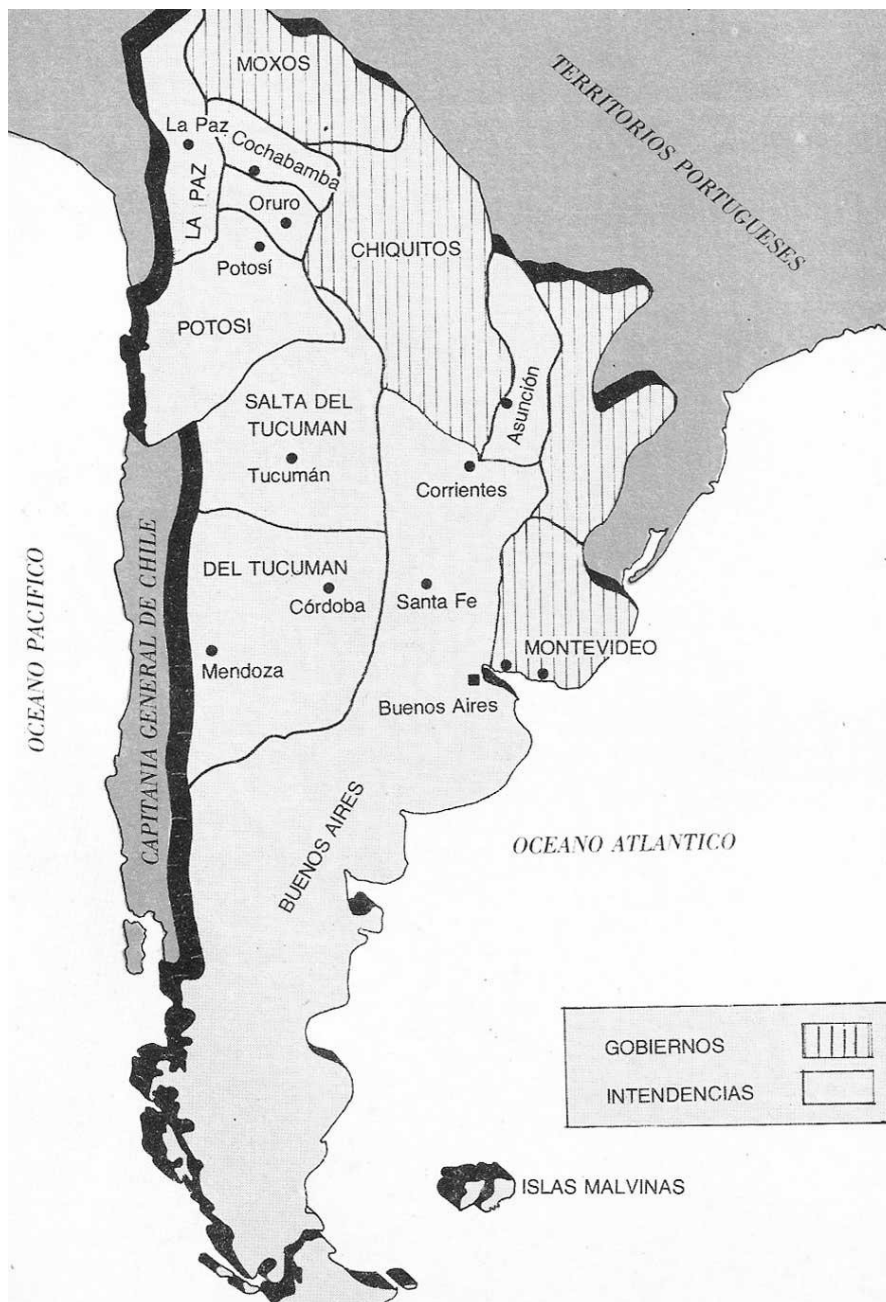 MOXOS
TERRITORIOS PORTUGUESES
La Paz
Cochabamba
LA PAZ
Oruro
CHIQUITOS
Potosí
POTOSI
Asunción
SALTA DEL
TUCUMAN
Tucumán
Corrientes
OCEANO PACIFICO
CAPITANIA GENERAL DE CHILE
DEL TUCUMAN
Córdoba
Santa Fe
MONTEVIDEO
Mendoza
Buenos Aires
BUENOS AIRES
OCEANO ATLANTICO
GOBIERNOS
INTENDENCIAS
ISLAS MALVINAS